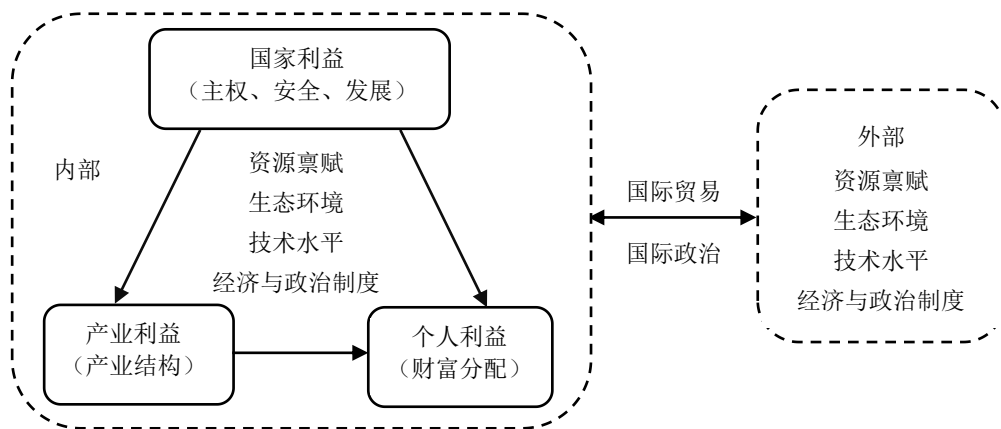 国家利益
（主权、安全、发展）
内部
资源禀赋
生态环境
技术水平
经济与政治制度
产业利益
（产业结构）
个人利益
（财富分配）
国际贸易
国际政治
外部
资源禀赋
生态环境
技术水平
经济与政治制度